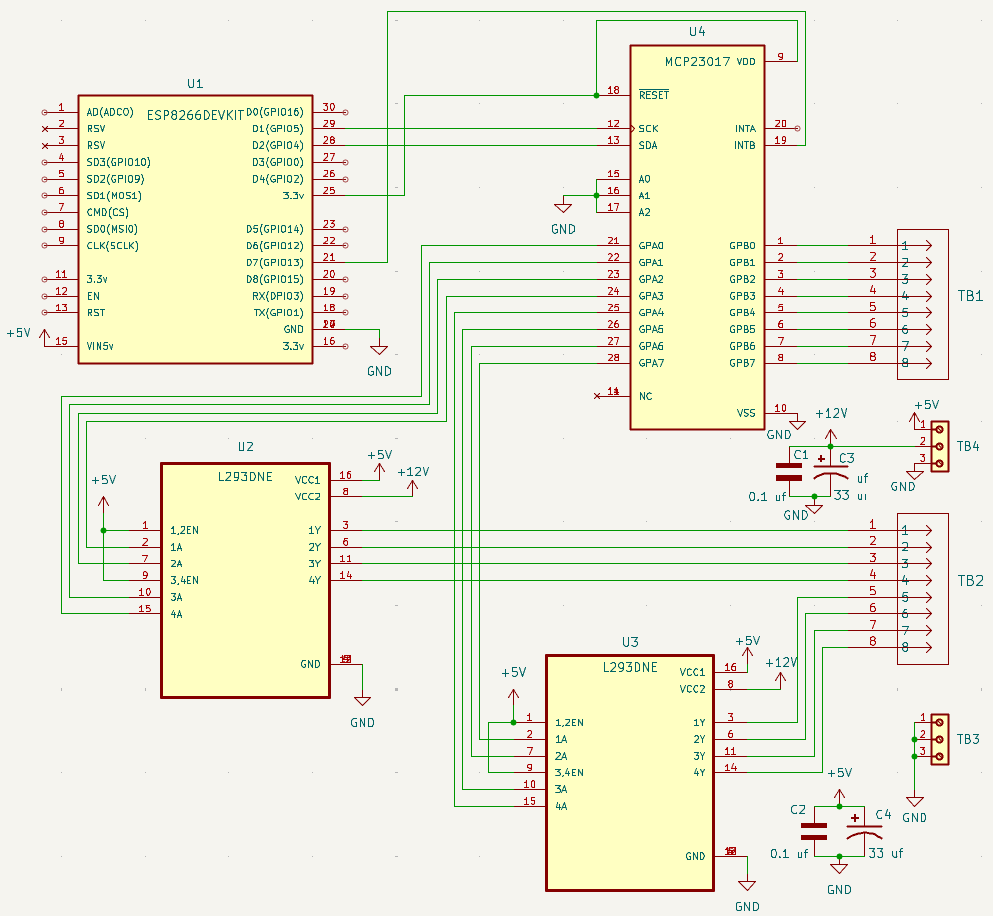 U1
ESP8266DEVKIT
1 AD(ADC0) D0(GPIO16) 30
2 RSV D1(GPIO5) 29
3 RSV D2(GPIO4) 28
4 SD3(GPIO10) D3(GPIO0) 27
5 SD2(GPIO9) D4(GPIO2) 26
6 SD1(MOS1) 3.3v 25
7 CMD(CS)
8 SD0(MSI0) D5(GPIO14) 23
9 CLK(SCLK) D6(GPIO12) 22
D7(GPIO13) 21
11 3.3v D8(GPIO15) 20
12 EN RX(DPIO3) 19
13 RST TX(GPIO1) 18
GND
+5V
15 VIN5v 3.3v 16
GND
U4
MCP23017
VDD 9
18 RESET
12 SCK INTA 20
13 SDA INTB 19
15 A0
16 A1
17 A2
GND
21 GPA0 GPB0 1
22 GPA1 GPB1 2
23 GPA2 GPB2 3
24 GPA3 GPB3 4
25 GPA4 GPB4 5
26 GPA5 GPB5 6
27 GPA6 GPB6 7
28 GPA7 GPB7 8
NC
VSS 10
GND
TB1
1 1
2 2
3 3
4 4
5 5
6 6
7 7
8 8
+12V
+5V
C1
C3
0.1 uf
33
uf
GND
1
2
3
TB4
GND
U2
L293DNE
+5V
VCC1 16
+5V
VCC2 8
+12V
1 1,2EN 1Y 3
2 1A 2Y 6
7 2A 3Y 11
9 3,4EN 4Y 14
10 3A
15 4A
GND
GND
TB2
1 1
2 2
3 3
4 4
5 5
6 6
7 7
8 8
U3
L293DNE
+5V
VCC1 16
+5V
VCC2 8
+12V
1 1,2EN 1Y 3
2 1A 2Y 6
7 2A 3Y 11
9 3,4EN 4Y 14
10 3A
15 4A
GND
GND
1
2
3
TB3
GND
+5V
C2
C4
0.1 uf
33 uf
GND